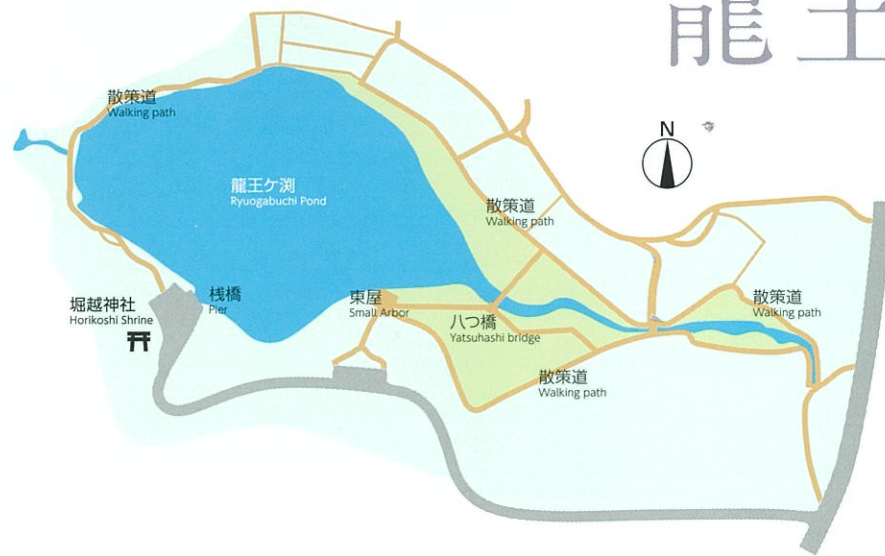 龍王
N
散策道
Walking path
龍王ケ渕
Ryuogabuchi Pond
散策道
Walking path
堀越神社
Horikoshi Shrine
桟橋
Pier
東屋
Small Arbor
八つ橋
Yatsuhashi bridge
散策道
Walking path
散策道
Walking path